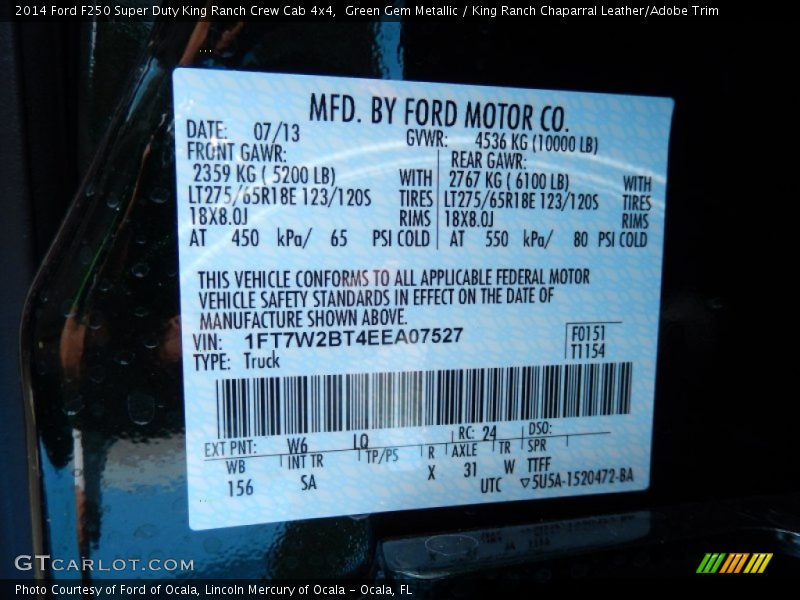 2014 Ford F250 Super Duty King Ranch Crew Cab 4x4,  Green Gem Metallic / King Ranch Chaparral Leather/Adobe Trim
MFD. BY FORD MOTOR CO.
DATE: 07/13 GVWR: 4536 KG (10000 LB)
FRONT GAWR: REAR GAWR:
2359 KG ( 5200 LB) WITH 2767 KG ( 6100 LB) WITH
LT275/65R18E 123/120S TIRES LT275/65R18E 123/120S TIRES
18X8.0J RIMS 18X8.0J RIMS
AT 450 kPa/ 65 PSI COLD AT 550 kPa/ 80 PSI COLD
THIS VEHICLE CONFORMS TO ALL APPLICABLE FEDERAL MOTOR
VEHICLE SAFETY STANDARDS IN EFFECT ON THE DATE OF
MANUFACTURE SHOWN ABOVE.
VIN: 1FT7W2BT4EEA07527 F0151
TYPE: Truck T1154
EXT PNT: W6 LQ RC: 24 DSO:
WB INT TR TP/PS R AXLE TR SPR
156 SA X 31 W TTFF
UTC ▽5U5A-1520472-BA
GTCARLOT.COM
Photo Courtesy of Ford of Ocala, Lincoln Mercury of Ocala - Ocala, FL